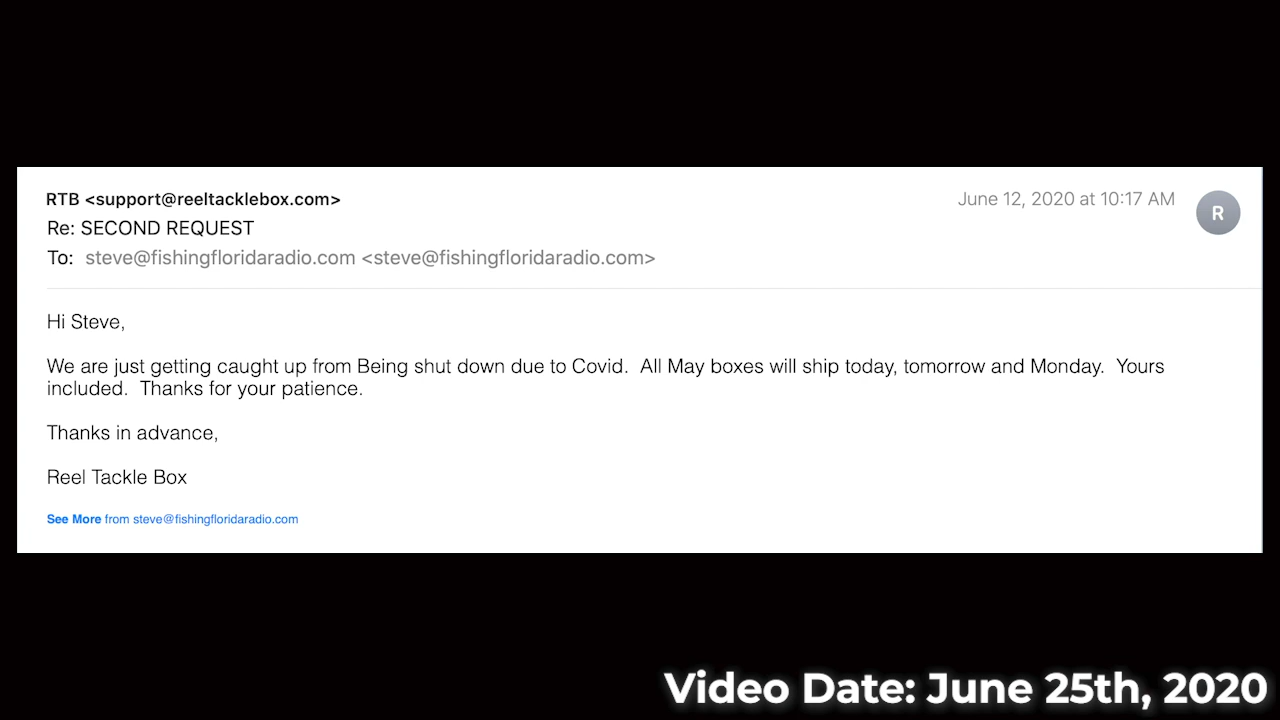 RTB <support@reeltacklebox.com>
June 12, 2020 at 10:17 AM
R
Re: SECOND REQUEST
To: steve@fishingfloridaradio.com <steve@fishingfloridaradio.com>
Hi Steve,
We are just getting caught up from Being shut down due to Covid. All May boxes will ship today, tomorrow and Monday. Yours
included. Thanks for your patience.
Thanks in advance,
Reel Tackle Box
See More from steve@fishingfloridaradio.com
Video Date: June 25th, 2020